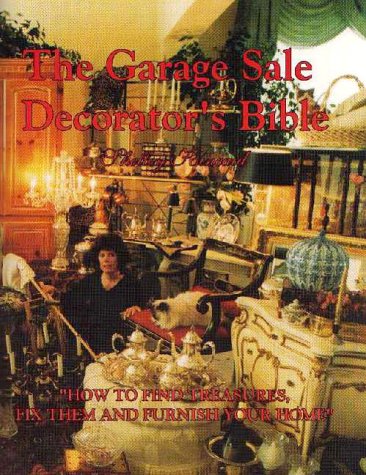 The Garage Sale
Decorator's Bible
"HOW TO FIND TREASURES,
FIX THEM AND FURNISH YOUR HOME"